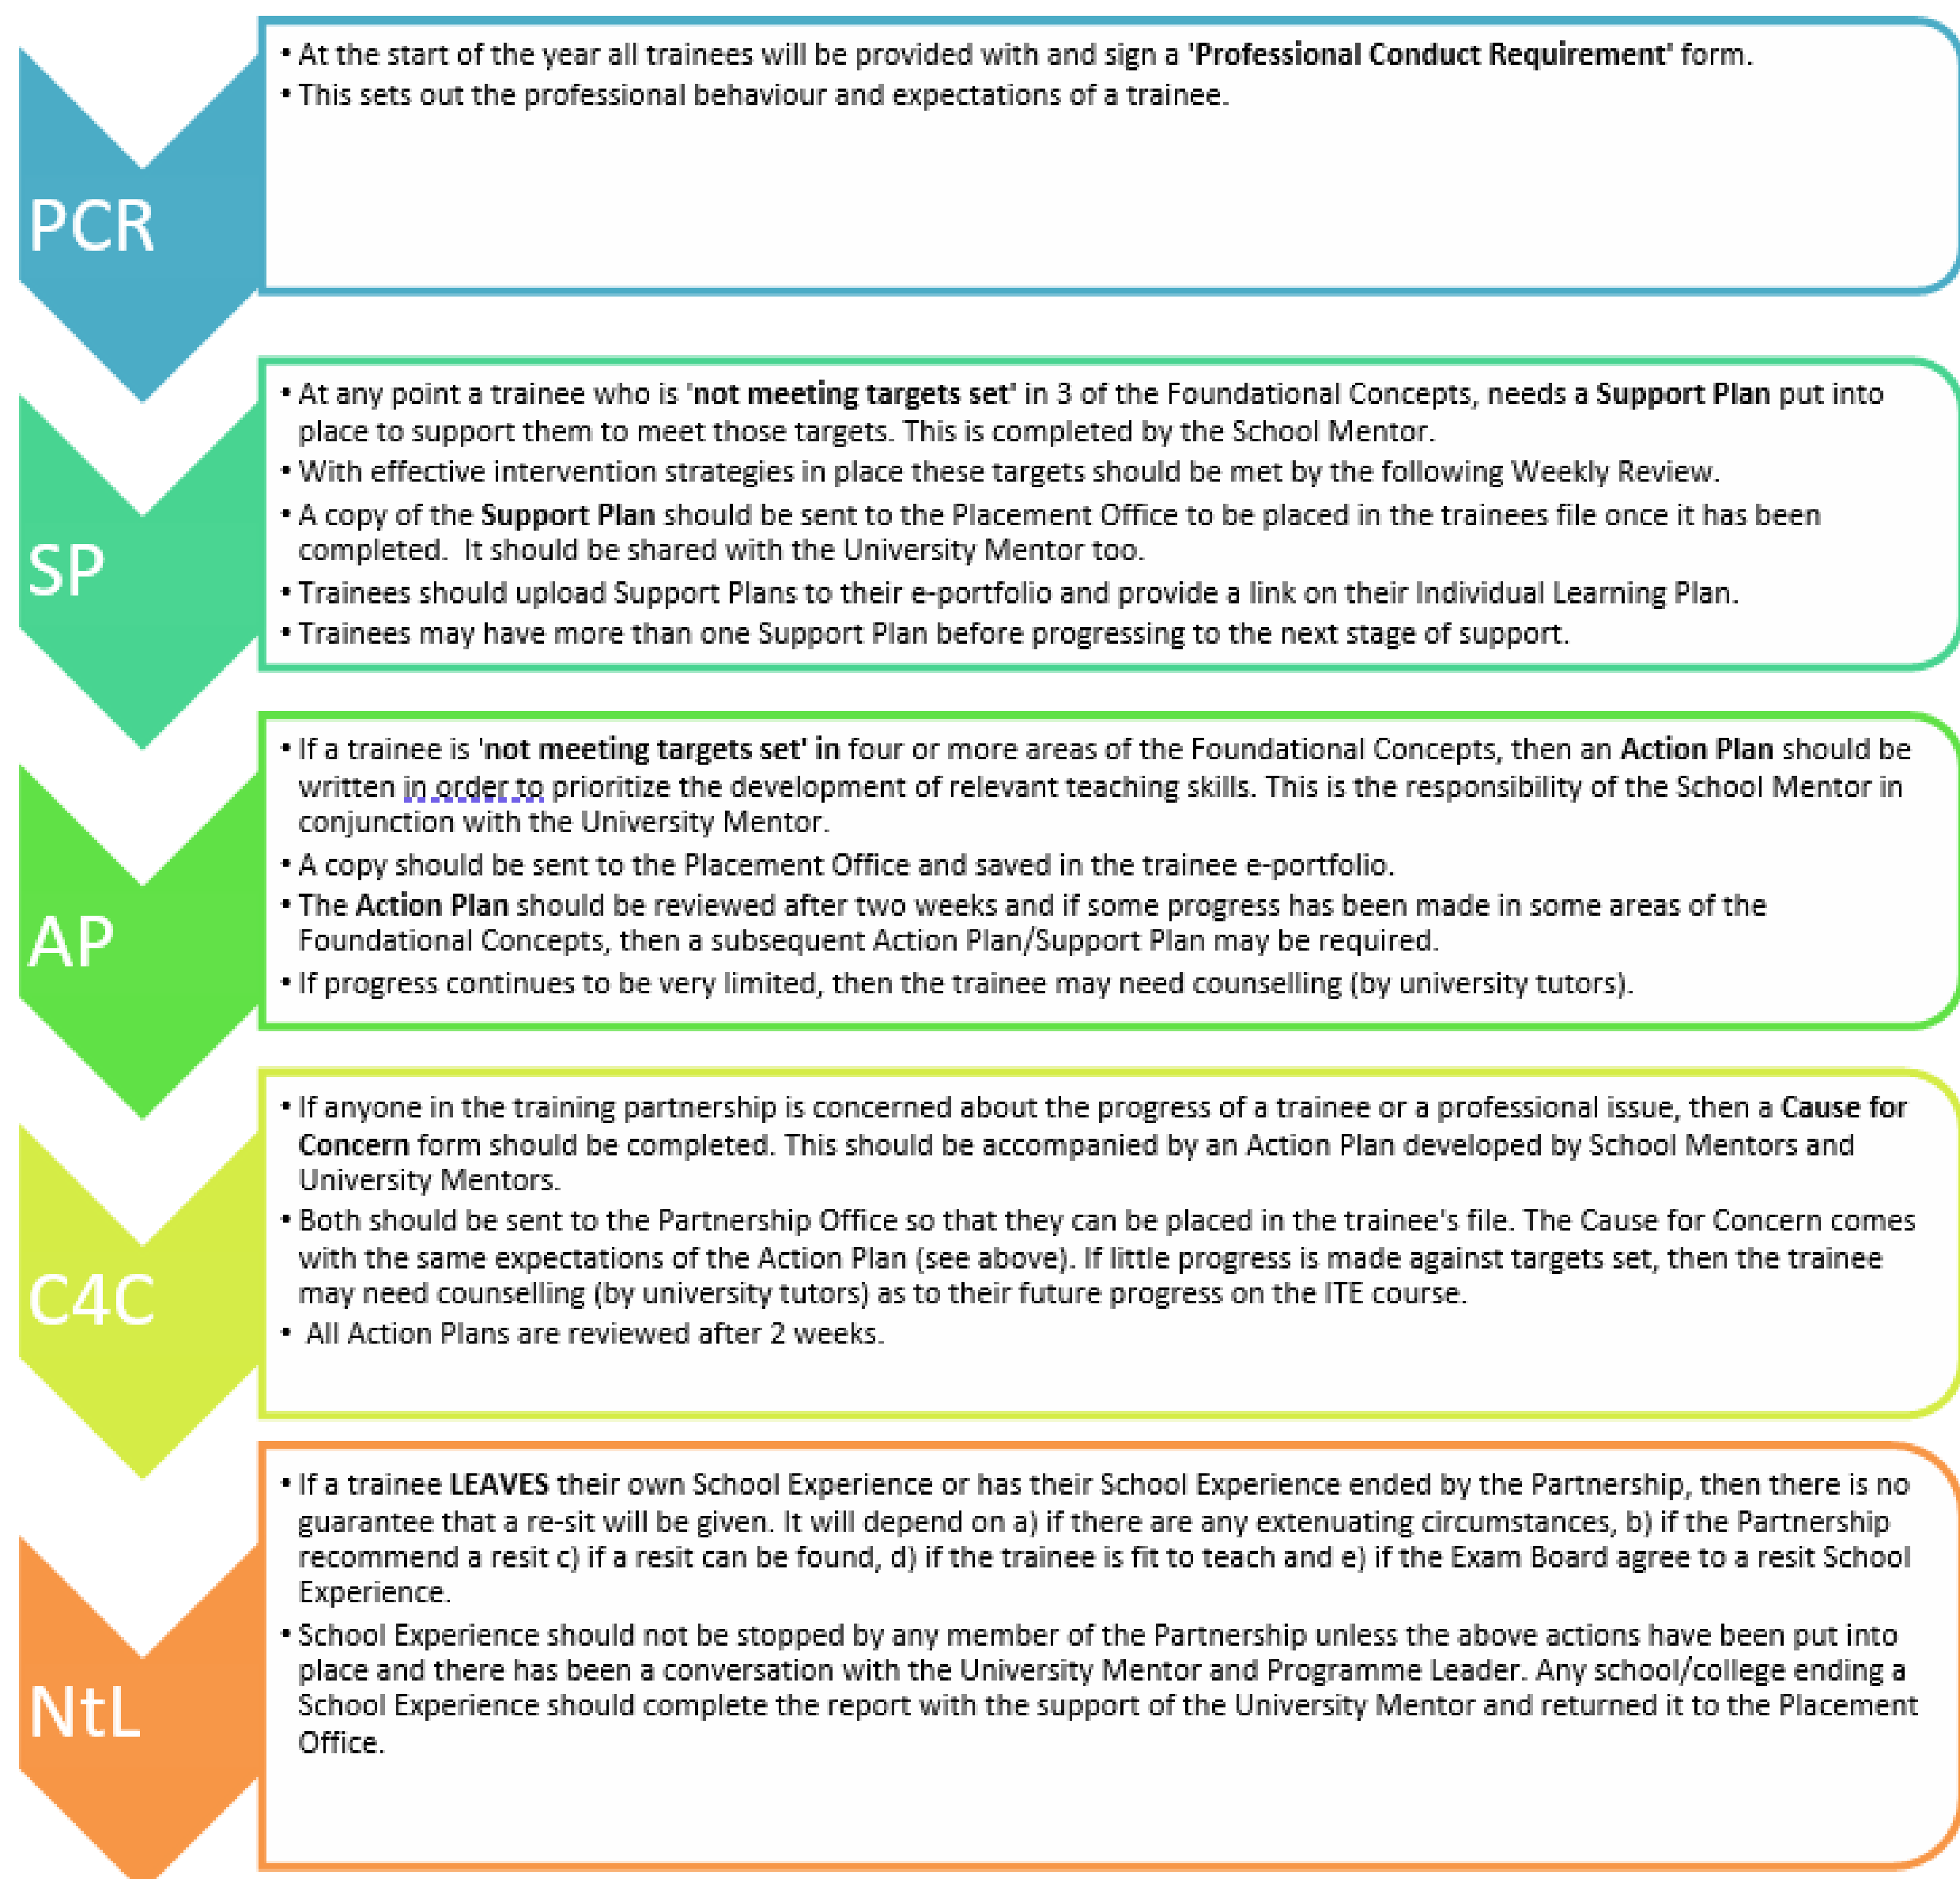 PCR
• At the start of the year all trainees will be provided with and sign a 'Professional Conduct Requirement' form.
• This sets out the professional behaviour and expectations of a trainee.
SP
• At any point a trainee who is 'not meeting targets set' in 3 of the Foundational Concepts, needs a Support Plan put into
place to support them to meet those targets. This is completed by the School Mentor.
• With effective intervention strategies in place these targets should be met by the following Weekly Review.
• A copy of the Support Plan should be sent to the Placement Office to be placed in the trainees file once it has been
completed.  It should be shared with the University Mentor too.
• Trainees should upload Support Plans to their e-portfolio and provide a link on their Individual Learning Plan.
• Trainees may have more than one Support Plan before progressing to the next stage of support.
AP
• If a trainee is 'not meeting targets set' in four or more areas of the Foundational Concepts, then an Action Plan should be
written in order to prioritize the development of relevant teaching skills. This is the responsibility of the School Mentor in
conjunction with the University Mentor.
• A copy should be sent to the Placement Office and saved in the trainee e-portfolio.
• The Action Plan should be reviewed after two weeks and if some progress has been made in some areas of the
Foundational Concepts, then a subsequent Action Plan/Support Plan may be required.
• If progress continues to be very limited, then the trainee may need counselling (by university tutors).
C4C
• If anyone in the training partnership is concerned about the progress of a trainee or a professional issue, then a Cause for
Concern form should be completed. This should be accompanied by an Action Plan developed by School Mentors and
University Mentors.
• Both should be sent to the Partnership Office so that they can be placed in the trainee's file. The Cause for Concern comes
with the same expectations of the Action Plan (see above). If little progress is made against targets set, then the trainee
may need counselling (by university tutors) as to their future progress on the ITE course.
• All Action Plans are reviewed after 2 weeks.
NtL
• If a trainee LEAVES their own School Experience or has their School Experience ended by the Partnership, then there is no
guarantee that a re-sit will be given. It will depend on a) if there are any extenuating circumstances, b) if the Partnership
recommend a resit c) if a resit can be found, d) if the trainee is fit to teach and e) if the Exam Board agree to a resit School
Experience.
• School Experience should not be stopped by any member of the Partnership unless the above actions have been put into
place and there has been a conversation with the University Mentor and Programme Leader. Any school/college ending a
School Experience should complete the report with the support of the University Mentor and returned it to the Placement
Office.